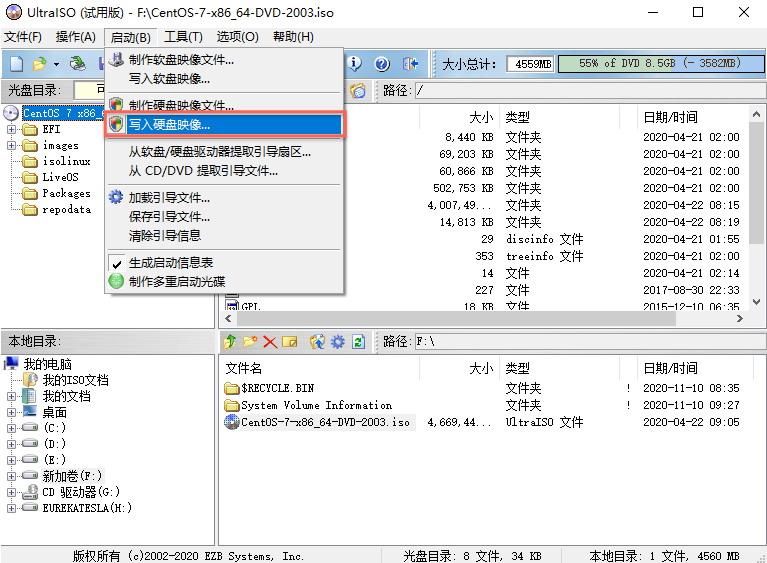 UltraISO (试用版) - F:\CentOS-7-x86_64-DVD-2003.iso
文件(F) 操作(A) 启动(B) 工具(T) 选项(O) 帮助(H)
大小总计: 4559MB 55% of DVD 8.5GB (- 3582MB)
光盘目录: 可 路径: /
制作软盘映像文件...
写入软盘映像...
制作硬盘映像文件...
写入硬盘映像...
从软盘/硬盘驱动器提取引导扇区...
从 CD/DVD 提取引导文件...
加载引导文件...
保存引导文件...
清除引导信息
生成启动信息表
制作多重启动光碟
CentOS 7 x86_6
EFI
images
isolinux
LiveOS
Packages
repodata
大小 类型 日期/时间
8,440 KB 文件夹 2020-04-21 02:00
69,203 KB 文件夹 2020-04-21 02:00
60,866 KB 文件夹 2020-04-21 02:00
502,753 KB 文件夹 2020-04-21 02:00
4,007,49... 文件夹 2020-04-22 08:15
14,813 KB 文件夹 2020-04-22 08:19
29 discinfo 文件 2020-04-21 01:55
353 treeinfo 文件 2020-04-21 02:00
14 文件 2020-04-21 02:14
227 文件 2017-08-30 22:33
GPL 18 KB 文件 2015-12-10 06:35
本地目录: 路径: F:\
我的电脑
我的ISO文档
我的文档
桌面
(C:)
(D:)
(E:)
新加卷(F:)
CD 驱动器(G:)
EUREKATESLA(H:)
文件名 大小 类型 日期/时间
$RECYCLE.BIN 文件夹 ! 2020-11-10 08:35
System Volume Information 文件夹 ! 2020-11-10 09:27
CentOS-7-x86_64-DVD-2003.iso 4,669,44... UltraISO 文件 2020-04-22 09:05
版权所有 (c)2002-2020 EZB Systems, Inc. 光盘目录: 8 文件, 34 KB 本地目录: 1 文件, 4560 MB